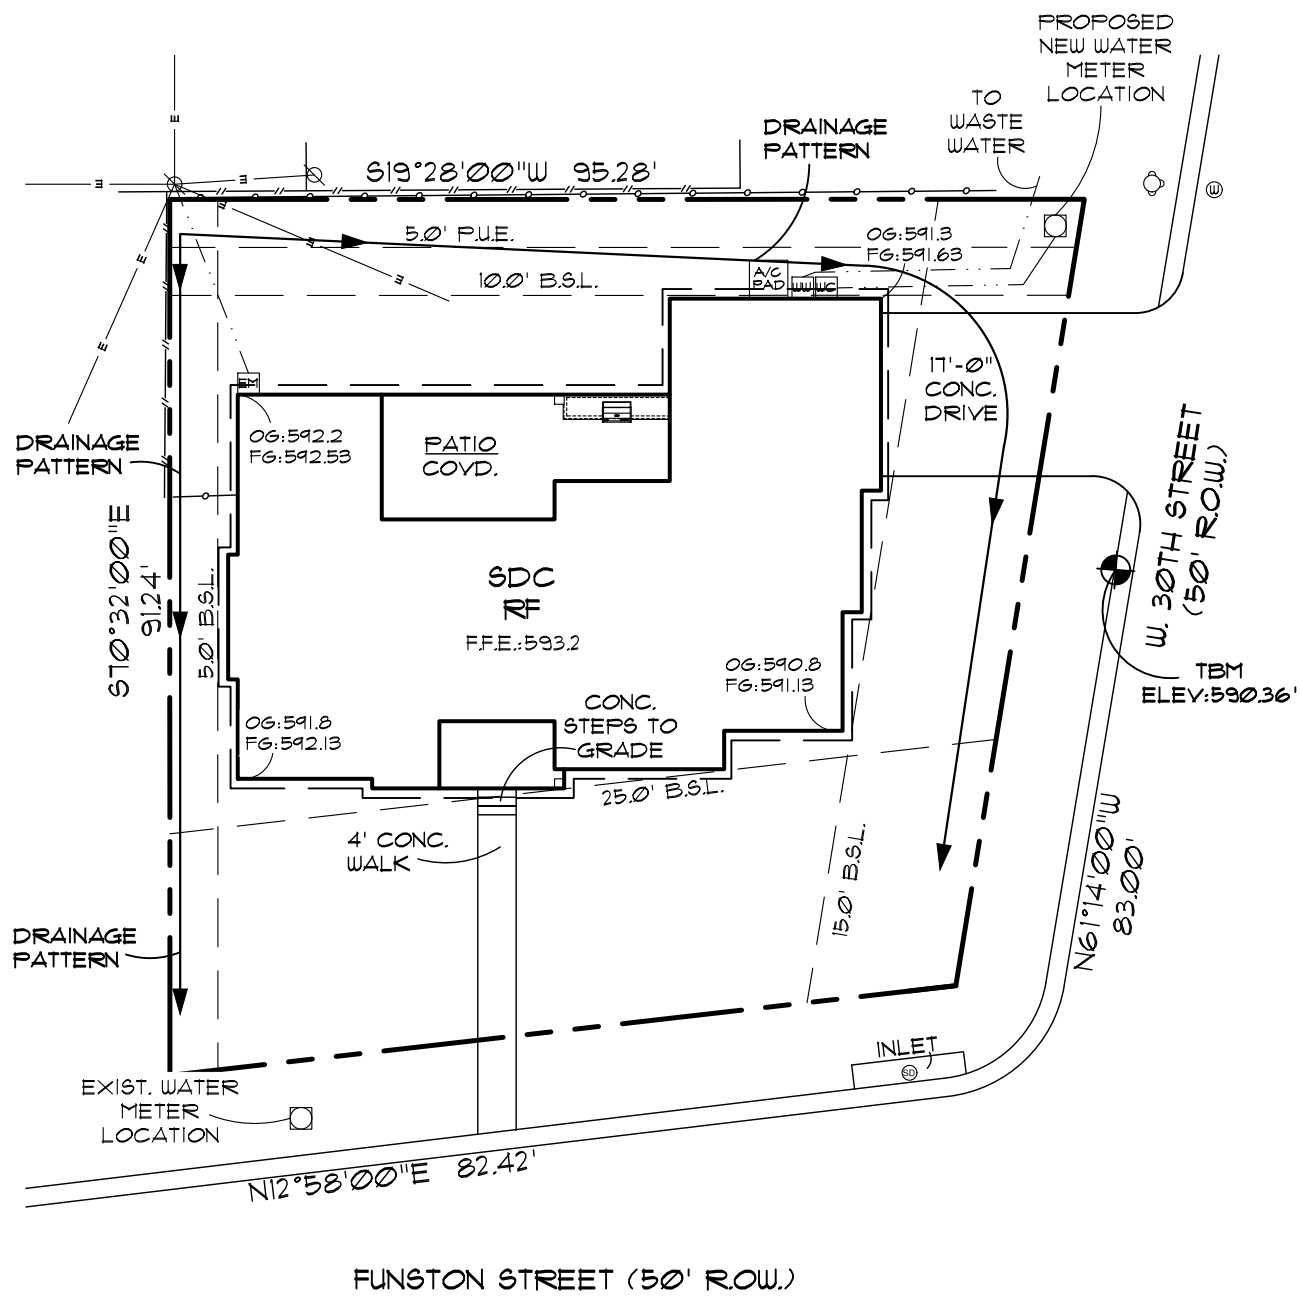 PROPOSED
NEW WATER
METER
LOCATION
TO
WASTE
WATER
DRAINAGE
PATTERN
E
S19°28'00"W 95.28'
E
E
W
E
5.0' P.U.E.
OG:591.3
FG:591.63
E
E
E
10.0' B.S.L.
A/C
PAD
WW
WC
E
17'-0"
CONC.
DRIVE
OG:592.2
FG:592.53
PATIO
COVD.
DRAINAGE
PATTERN
W. 30TH STREET
(50' R.O.W.)
S70°32'00"E
91.24'
5.0' B.S.L.
SDC
RF
F.F.E.:593.2
OG:590.8
FG:591.13
TBM
ELEV:590.36'
CONC.
STEPS TO
GRADE
OG:591.8
FG:592.13
25.0' B.S.L.
4' CONC.
WALK
15.0' B.S.L.
N61°14'00"W
83.00'
DRAINAGE
PATTERN
INLET
SD
EXIST. WATER
METER
LOCATION
N12°58'00"E 82.42'
FUNSTON STREET (50' R.O.W.)